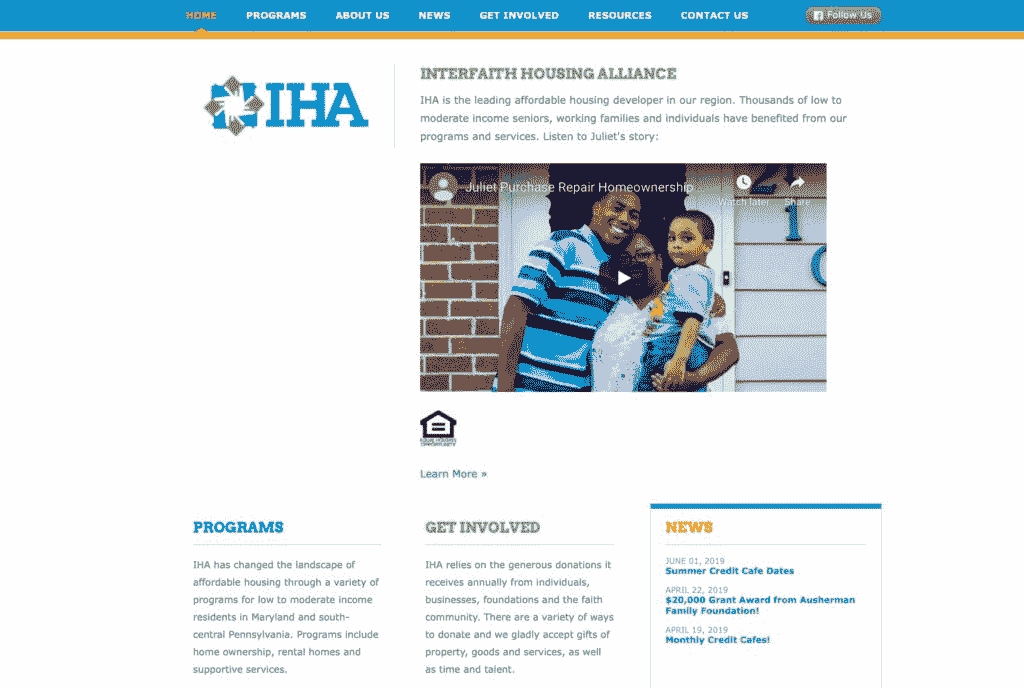 HOME PROGRAMS ABOUT US NEWS GET INVOLVED RESOURCES CONTACT US Follow Us
IHA
INTERFAITH HOUSING ALLIANCE
IHA is the leading affordable housing developer in our region. Thousands of low to
moderate income seniors, working families and individuals have benefited from our
programs and services. Listen to Juliet's story:
Juliet Purchase Repair Homeownership
Watch later Share
1
EQUAL HOUSING
OPPORTUNITY
Learn More »
PROGRAMS
IHA has changed the landscape of
affordable housing through a variety of
programs for low to moderate income
residents in Maryland and south-
central Pennsylvania. Programs include
home ownership, rental homes and
supportive services.
GET INVOLVED
IHA relies on the generous donations it
receives annually from individuals,
businesses, foundations and the faith
community. There are a variety of ways
to donate and we gladly accept gifts of
property, goods and services, as well
as time and talent.
NEWS
JUNE 01, 2019
Summer Credit Cafe Dates
APRIL 22, 2019
$20,000 Grant Award from Ausherman
Family Foundation!
APRIL 19, 2019
Monthly Credit Cafes!